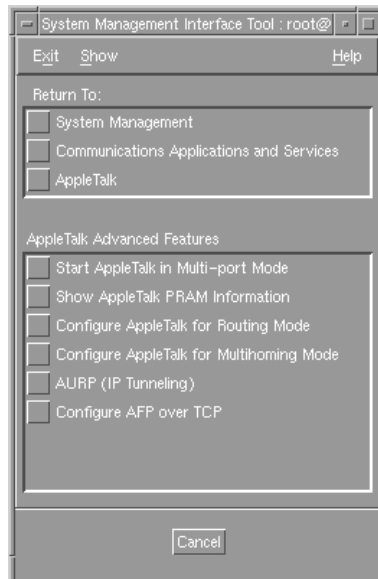 System Management Interface Tool : root@
Exit Show Help
Return To:
System Management
Communications Applications and Services
AppleTalk
AppleTalk Advanced Features
Start AppleTalk in Multi-port Mode
Show AppleTalk PRAM Information
Configure AppleTalk for Routing Mode
Configure AppleTalk for Multihoming Mode
AURP (IP Tunneling)
Configure AFP over TCP
Cancel